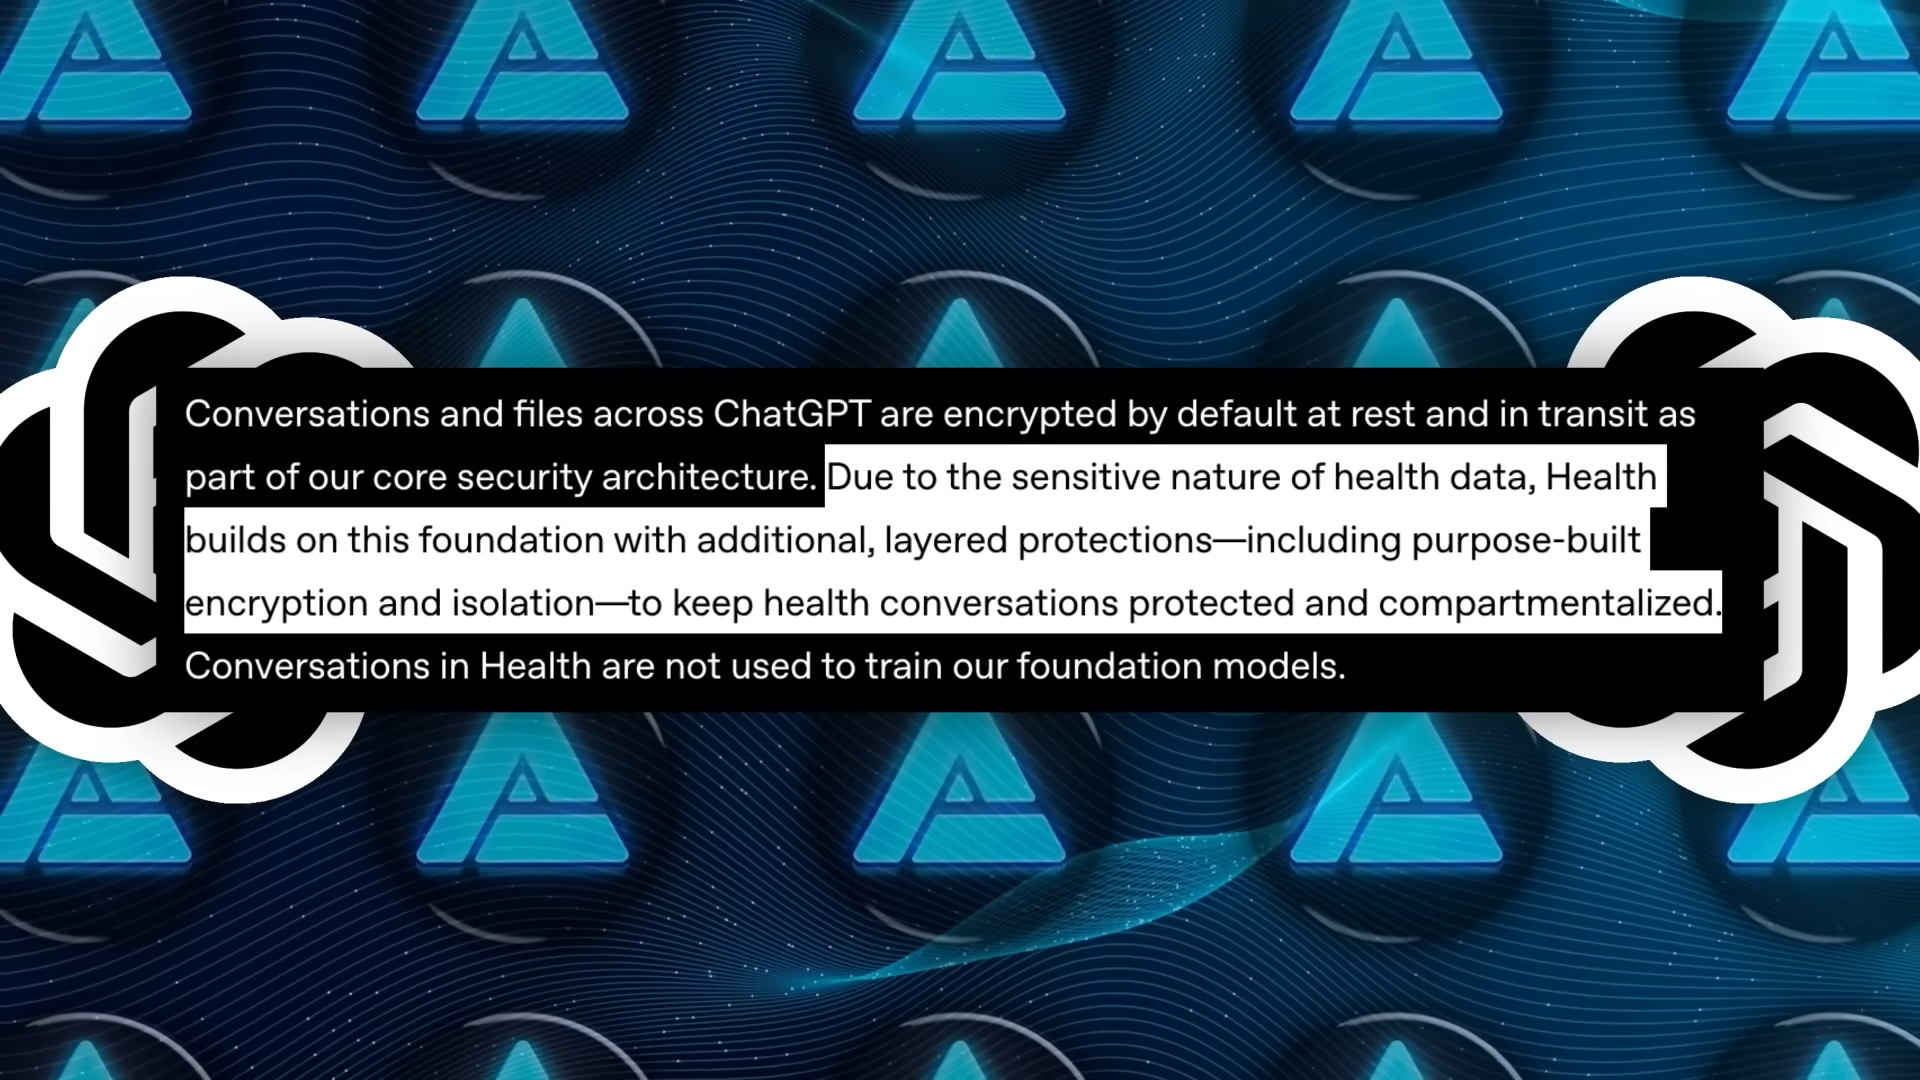 Conversations and files across ChatGPT are encrypted by default at rest and in transit as
part of our core security architecture. Due to the sensitive nature of health data, Health
builds on this foundation with additional, layered protections—including purpose-built
encryption and isolation—to keep health conversations protected and compartmentalized.
Conversations in Health are not used to train our foundation models.